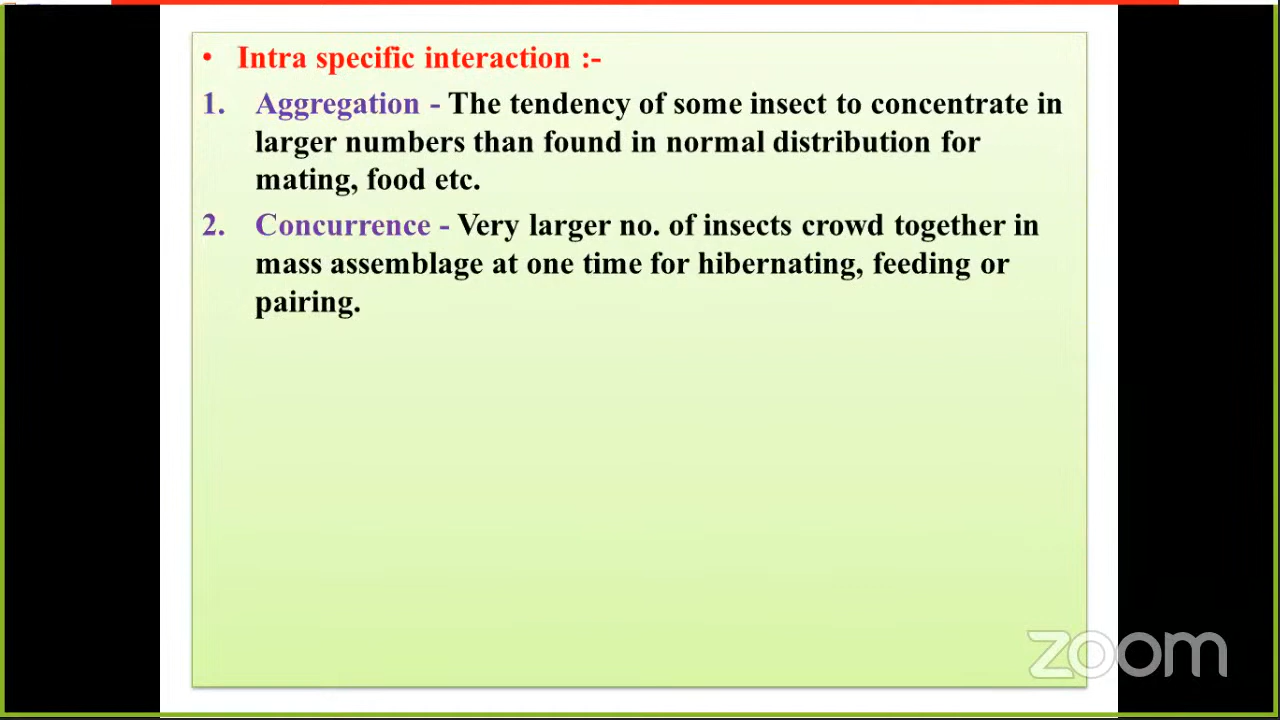 • Intra specific interaction :-
1. Aggregation - The tendency of some insect to concentrate in
larger numbers than found in normal distribution for
mating, food etc.
2. Concurrence - Very larger no. of insects crowd together in
mass assemblage at one time for hibernating, feeding or
pairing.
zoom